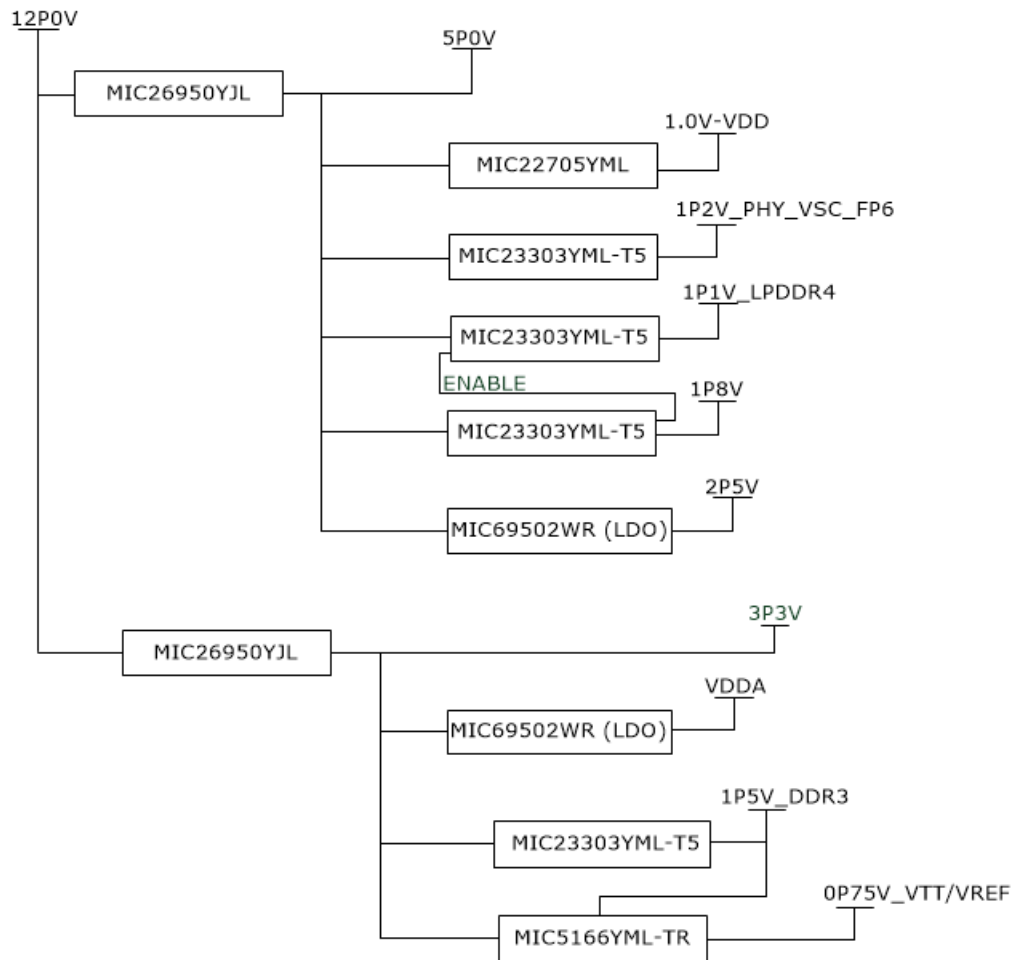 12P0V
5P0V
MIC26950YJL
1.0V-VDD
MIC22705YML
1P2V_PHY_VSC_FP6
MIC23303YML-T5
1P1V_LPDDR4
MIC23303YML-T5
ENABLE
1P8V
MIC23303YML-T5
2P5V
MIC69502WR (LDO)
3P3V
MIC26950YJL
VDDA
MIC69502WR (LDO)
1P5V_DDR3
MIC23303YML-T5
0P75V_VTT/VREF
MIC5166YML-TR